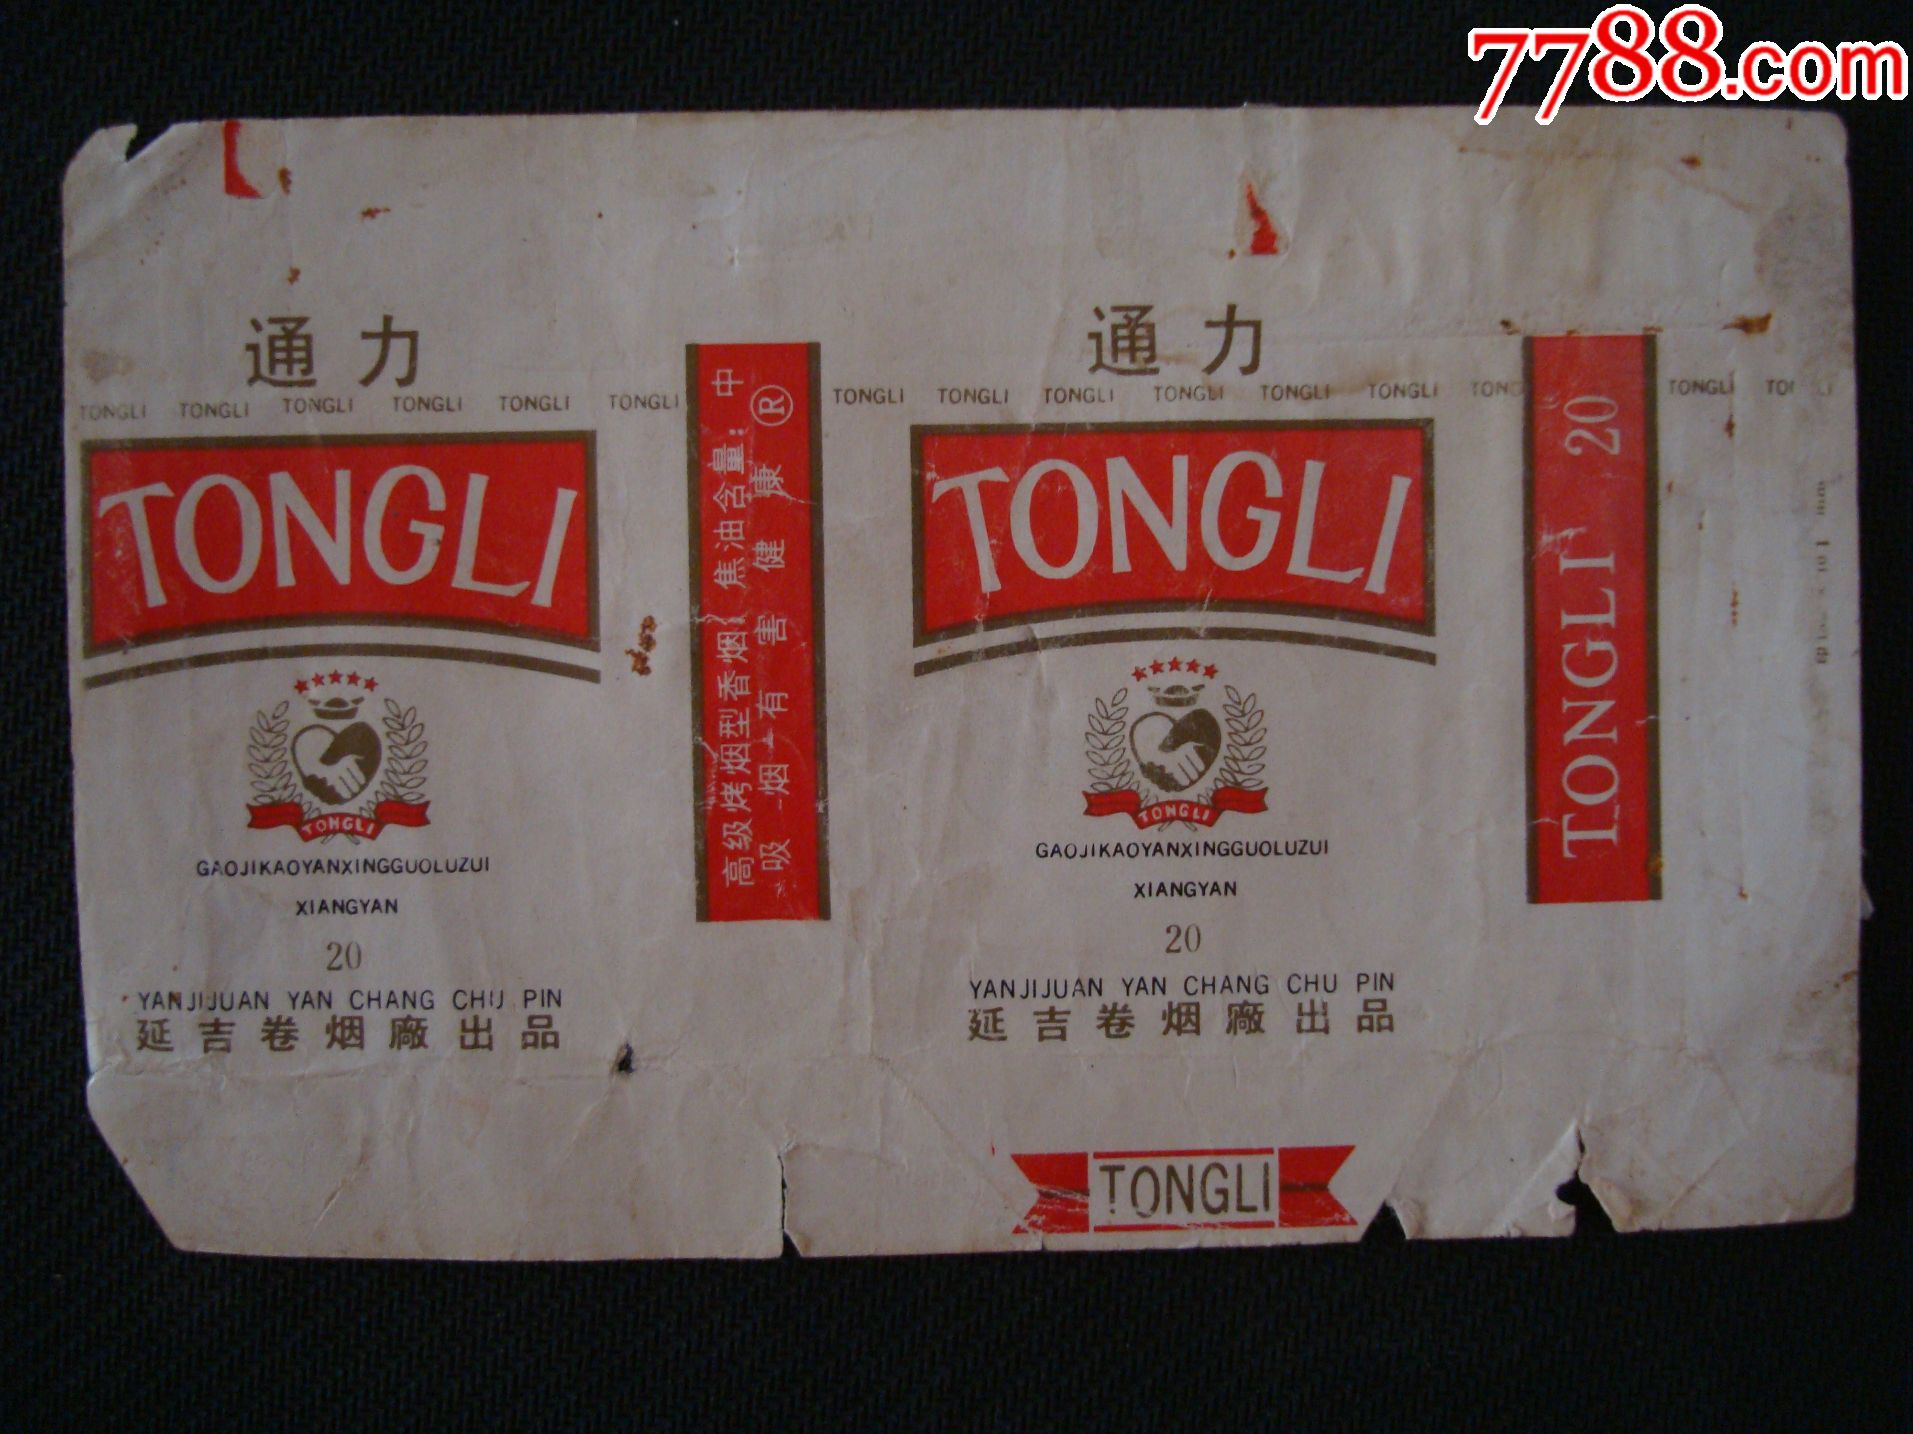 7788.com
通力
TONGLI TONGLI TONGLI TONGLI TONGLI TONGLI
TONGLI
TONGLI
GAOJIKAOYANXINGGUOLUZUI
XIANGYAN
20
YANJIJUAN YAN CHANG CHU PIN
延吉卷烟廠出品
高级烤烟型香烟 焦油含量:中
吸烟有害健康 ®
通力
TONGLI TONGLI TONGLI TONGLI TONGLI TONGLI TONG
TONGLI
TONGLI
GAOJIKAOYANXINGGUOLUZUI
XIANGYAN
20
YANJIJUAN YAN CHANG CHU PIN
延吉卷烟廠出品
TONGLI
TONGLI 20
TONGLI